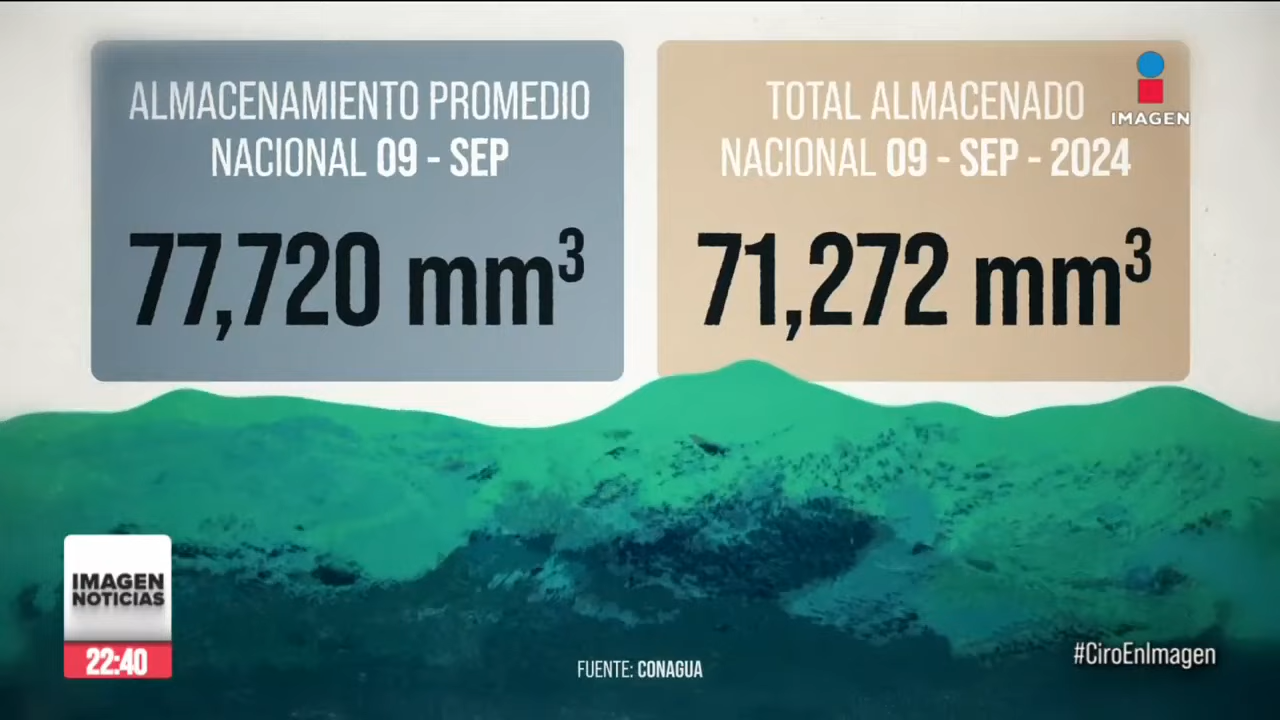 ALMACENAMIENTO PROMEDIO
NACIONAL 09 - SEP
77,720 mm³
TOTAL ALMACENADO
NACIONAL 09 - SEP - 2024
71,272 mm³
IMAGEN
IMAGEN
NOTICIAS
22:40
FUENTE: CONAGUA
#CiroEnImagen